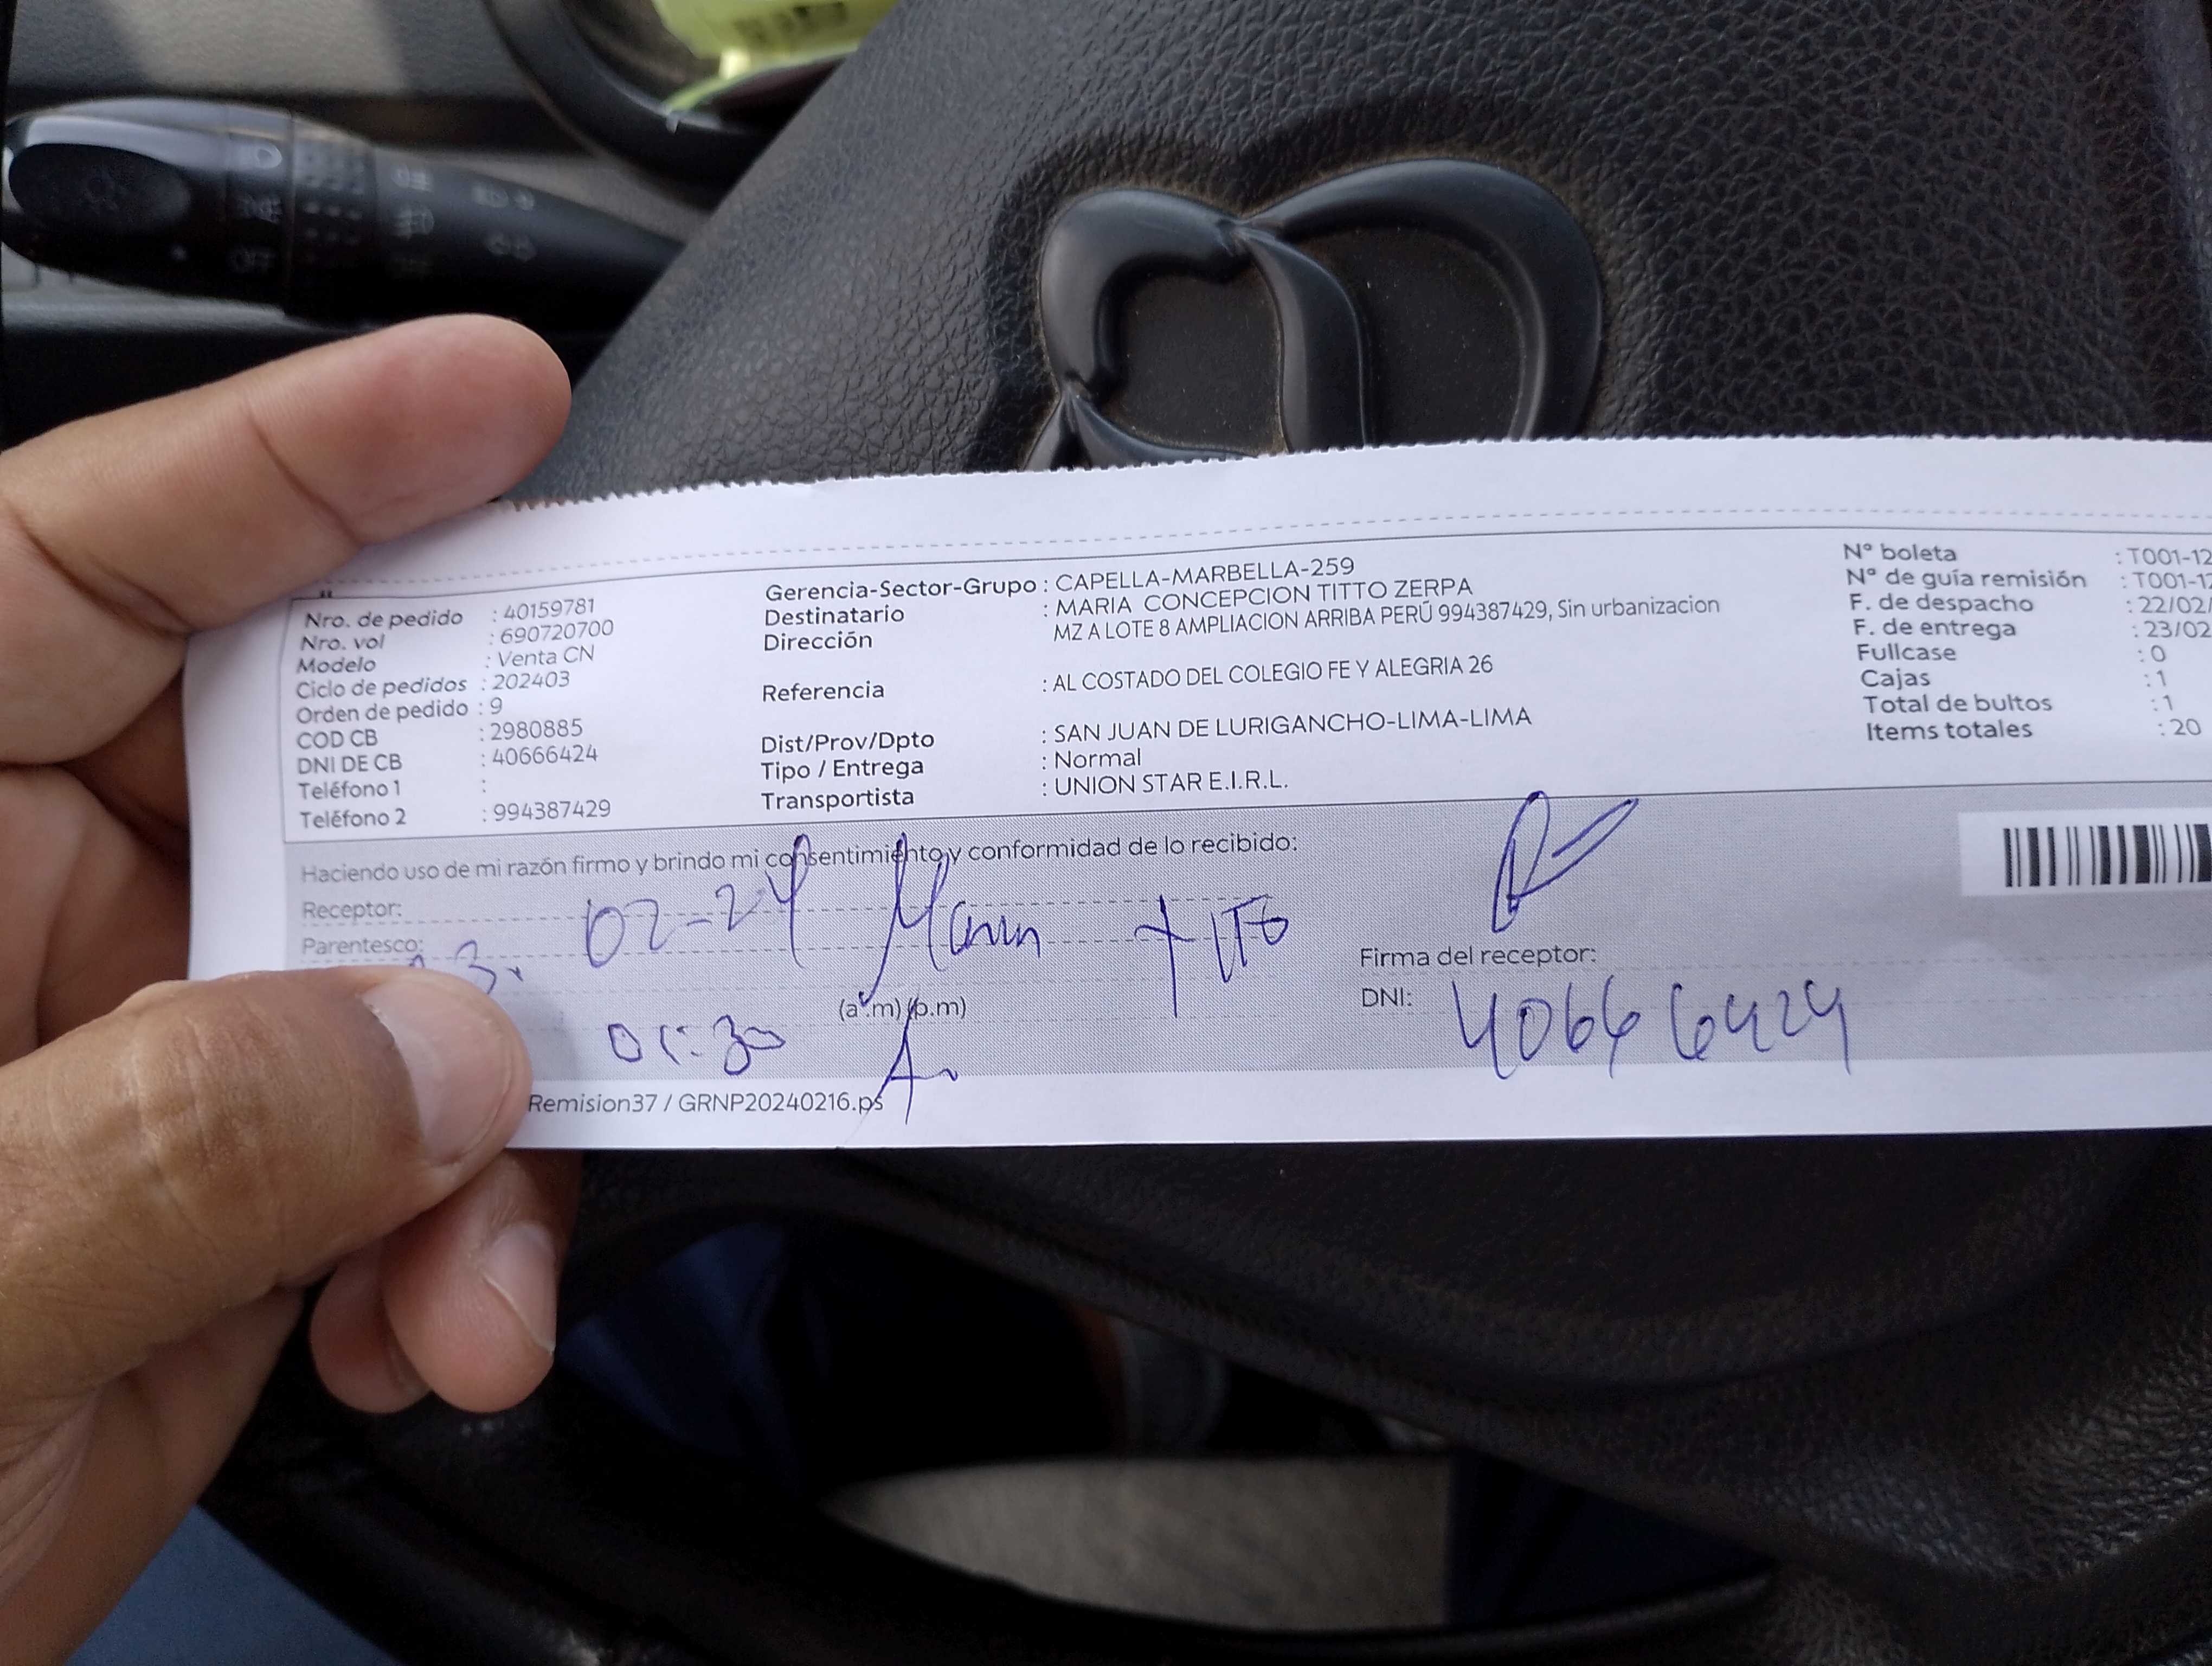 Nro. de pedido : 40159781
Nro. vol : 690720700
Modelo : Venta CN
Ciclo de pedidos : 202403
Orden de pedido : 9
COD CB : 2980885
DNI DE CB : 40666424
Teléfono 1 :
Teléfono 2 : 994387429
Gerencia-Sector-Grupo : CAPELLA-MARBELLA-259
Destinatario : MARIA CONCEPCION TITTO ZERPA
Dirección MZ A LOTE 8 AMPLIACION ARRIBA PERÚ 994387429, Sin urbanizacion
Referencia : AL COSTADO DEL COLEGIO FE Y ALEGRIA 26
Dist/Prov/Dpto : SAN JUAN DE LURIGANCHO-LIMA-LIMA
Tipo / Entrega : Normal
Transportista : UNION STAR E.I.R.L.
N° boleta : T001-12
N° de guía remisión : T001-12
F. de despacho : 22/02/
F. de entrega : 23/02
Fullcase : 0
Cajas : 1
Total de bultos : 1
Items totales : 20
Haciendo uso de mi razón firmo y brindo mi consentimiento y conformidad de lo recibido:
Receptor:
Parentesco:
3. 02-24
(a.m) (p.m)
Firma del receptor:
DNI: 40666424
Remision37 / GRNP20240216.ps
OFF